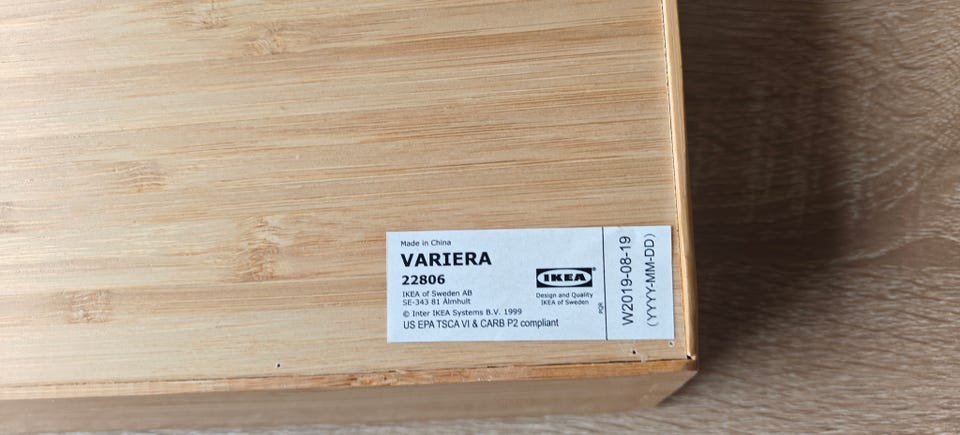 Made in China
VARIERA
22806
IKEA of Sweden AB
SE-343 81 Älmhult
© Inter IKEA Systems B.V. 1999
US EPA TSCA VI & CARB P2 compliant
IKEA®
Design and Quality
IKEA of Sweden
PQR
W2019-08-19
(YYYY-MM-DD)